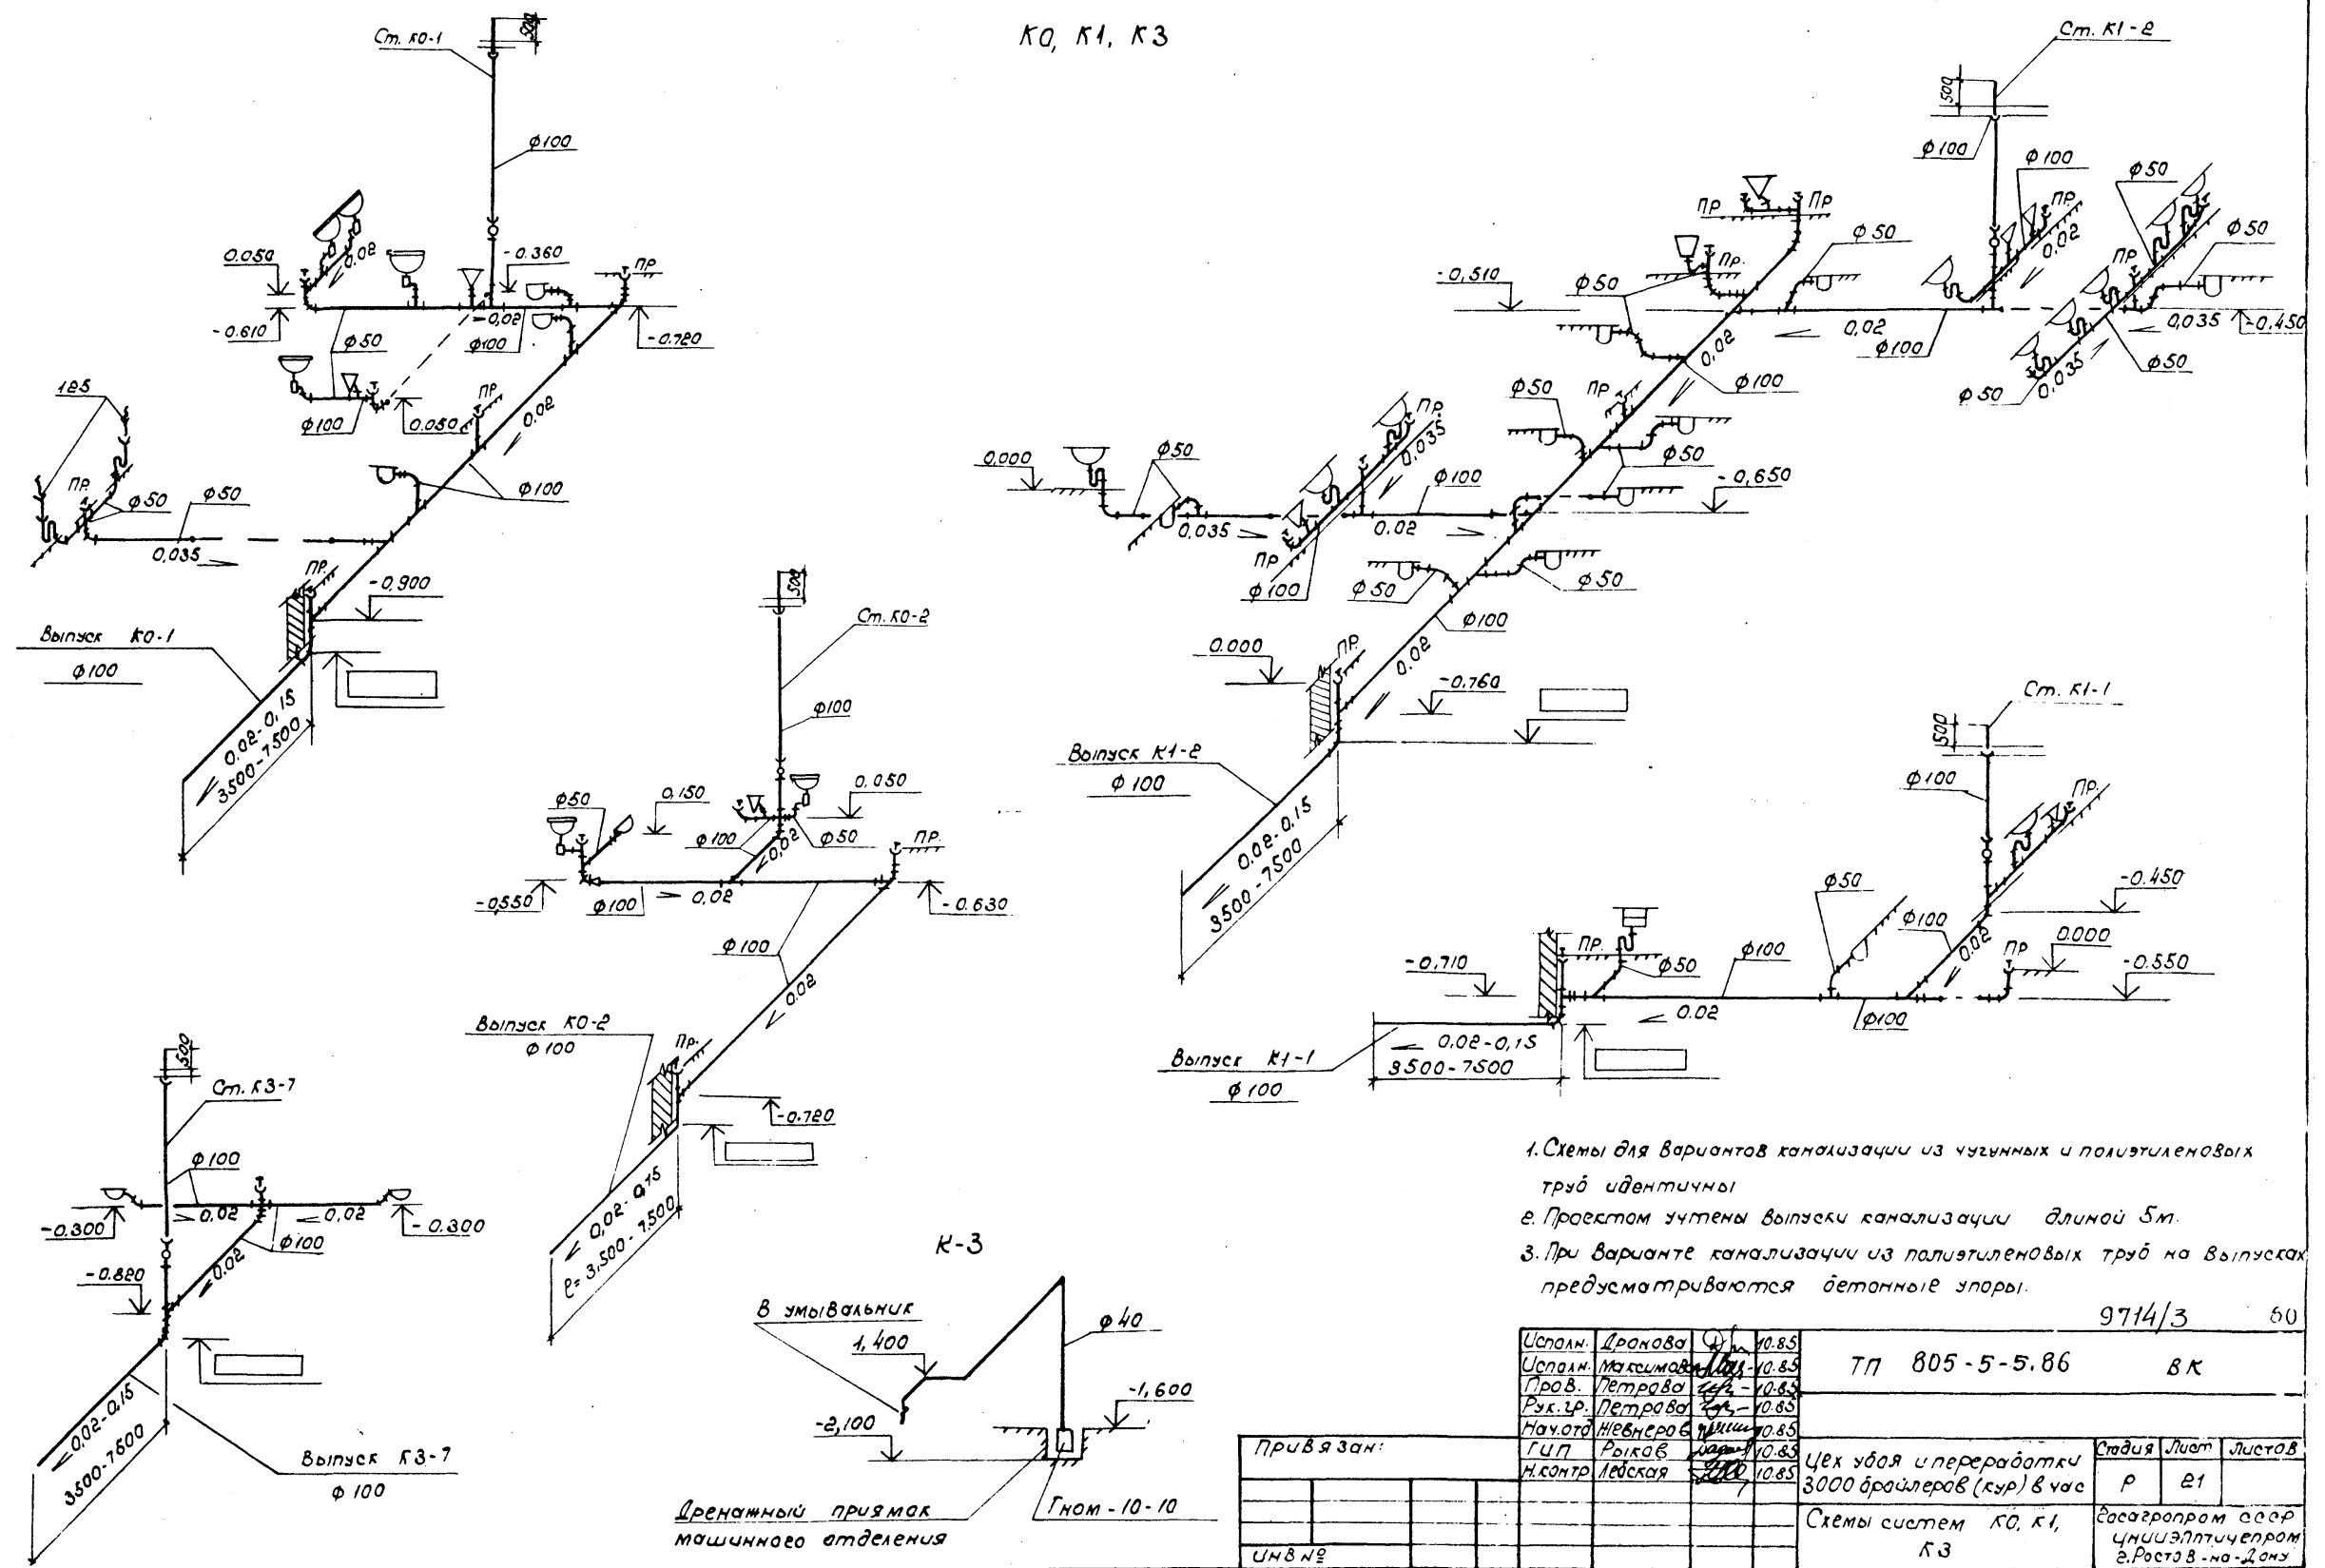 К0, К1, К3
Ст. К0-1
500
ф100
0.050
-0.610
0.02
-0.360
ПР
0.02
ф50
ф100
-0.720
ф100
0.050
0.02
125
ПР.
ф50
ф50
0,035
ф100
ПР
ПР.
-0.900
Выпуск К0-1
ф100
0.02-0,15
3500-7500
500
Ст. К0-2
ф100
ф50
0,150
0.050
ф100
ф50
0,02
ПР.
-0,550
ф100
0,02
-0.630
ф100
0.02
Выпуск К0-2
ф100
Пр.
-0.720
0,02-0,15
ℓ=3,500-7.500
500
Ст. К3-7
ф100
-0.300
0,02
0,02
-0.300
ф100
0.02
-0.820
0,02-0,15
3500-7500
Выпуск К3-7
ф100
К-3
В умывальник
1,400
ф40
-1,600
-2,100
Дренажный приямак
машинного отделения
Гном-10-10
Ст. К1-2
500
ф100
ф100
ф50
ПР
ПР
ПР
0.02
ф50
ф50
-0,510
ф50
Пр.
ПР
0,02
ф100
0,035
-0,450
ф50
0,035
ф50
0,02
ф100
ф50
ПР
ф50
0,000
ф50
ПР.
0,035
ф100
-0,650
0,035
0.02
ПР
ф100
ф50
ф50
ф100
0.02
0.000
ПР.
-0.760
Выпуск К1-2
ф100
0.02-0.15
3500-7500
Ст. К1-1
500
ф100
ПР.
ф50
ф100
-0.450
0.02
0.000
ПР
-0.710
ПР.
ф50
ф100
-0.550
0.02
ф100
Выпуск К1-1
ф100
0,02-0,15
3500-7500
1. Схемы для вариантов канализации из чугунных и полиэтиленовых
труб идентичны
2. Проектом учтены выпуски канализации длиной 5м.
3. При варианте канализации из полиэтиленовых труб на выпусках
предусматриваются бетонные упоры.
9714/3
Исполн. Дронова 10.85
Исполн. Максимова 10.85
Пров. Петрова 10.85
Рук.гр. Петрова 10.85
Нач.отд Жевнеров 10.85
ГИП Рыков 10.85
Н.контр Левская 10.85
ТП 805-5-5.86 ВК
Привязан:
ИНВ №
Цех убоя и переработки
3000 бройлеров (кур) в час
Стадия Лист Листов
Р 21
Схемы систем К0, К1,
К3
Госагропром СССР
ЦНИИЭПптицепром
г.Ростов-на-Дону